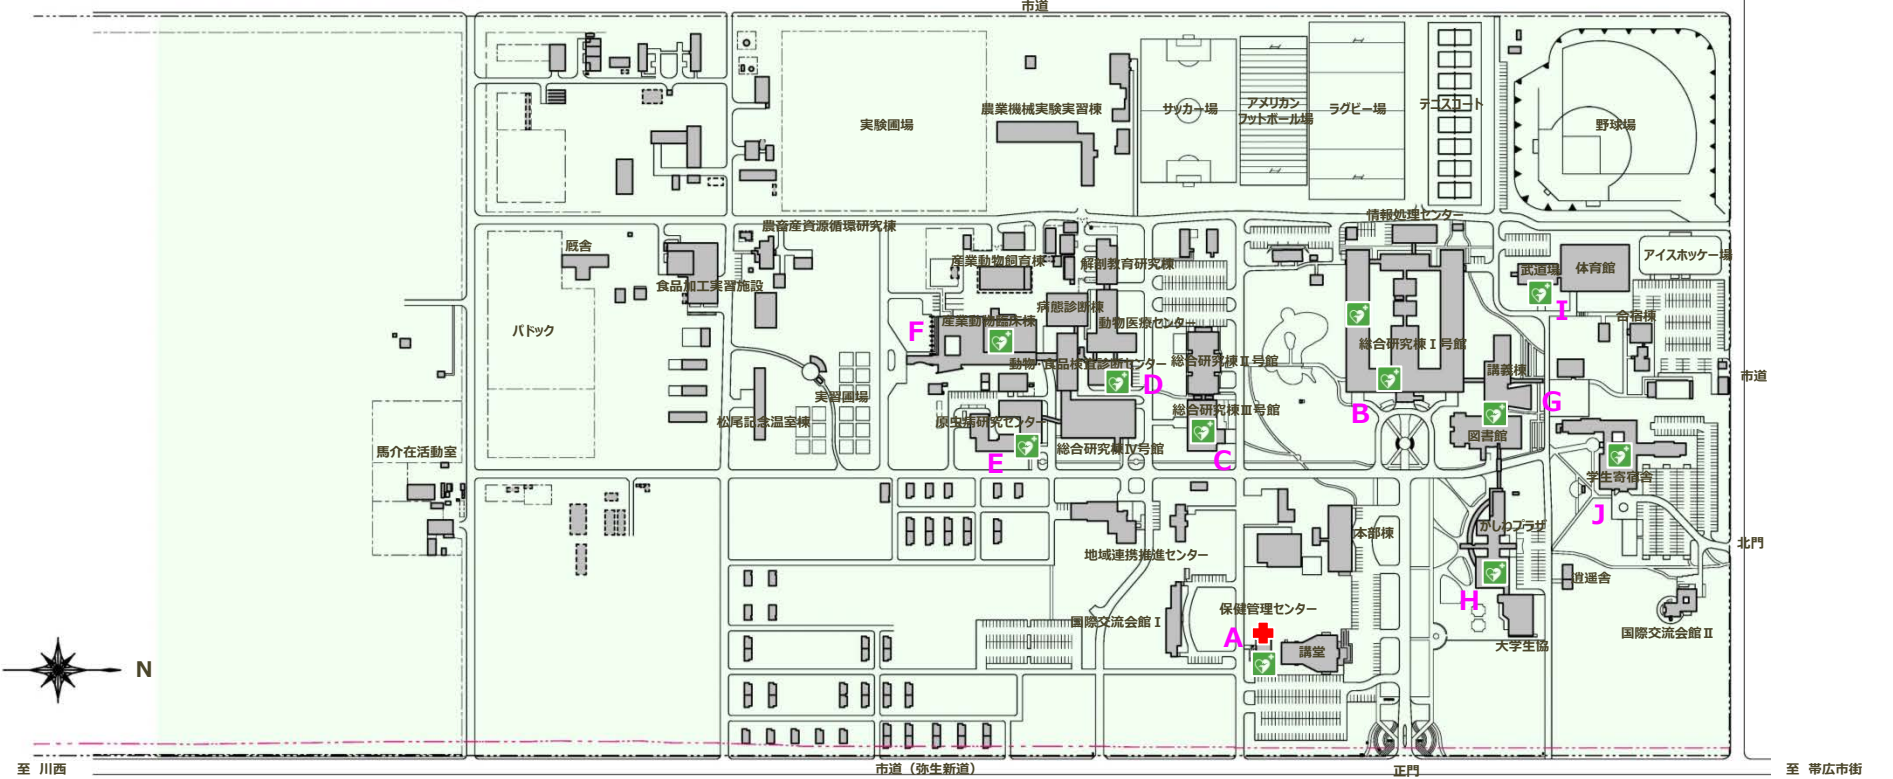 市道
農業機械実験実習棟
サッカー場
アメリカン
フットボール場
ラグビー場
テニスコート
実験圃場
野球場
情報処理センター
農畜産資源循環研究棟
厩舎
産業動物飼育棟
解剖教育研究棟
アイスホッケー場
武道場
体育館
食品加工実習施設
病態診断棟
I
産業動物臨床棟
動物医療センター
合宿棟
F
パドック
総合研究棟Ⅰ号館
動物・食品検査診断センター
総合研究棟Ⅱ号館
講義棟
市道
D
実習圃場
G
B
総合研究棟Ⅲ号館
松尾記念温室棟
原虫病研究センター
図書館
馬介在活動室
総合研究棟Ⅳ号館
E
C
学生寄宿舎
J
かしわプラザ
本部棟
北門
地域連携推進センター
逍遥舎
H
保健管理センター
国際交流会館Ⅰ
国際交流会館Ⅱ
A
大学生協
講堂
N
至 川西
市道（弥生新道）
正門
至 帯広市街